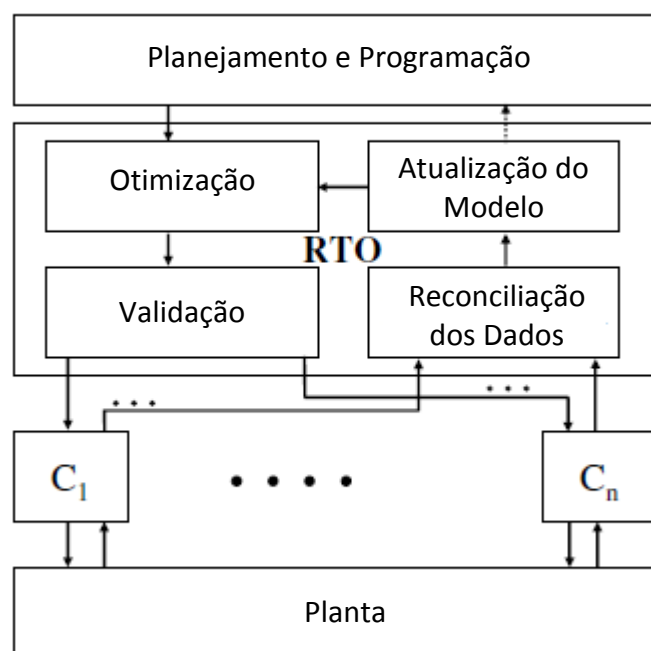 Planejamento e Programação
Otimização
Atualização do
Modelo
RTO
Validação
Reconciliação
dos Dados
C1
Cn
Planta